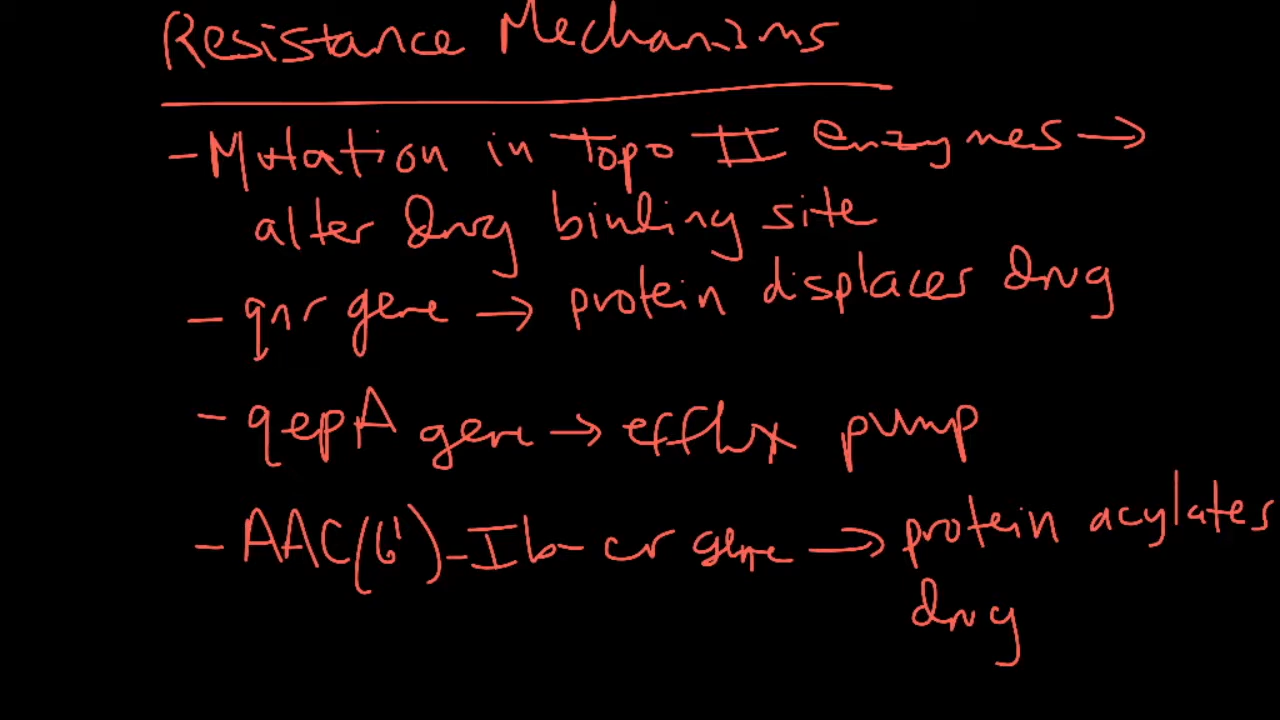 Resistance Mechanisms
- Mutation in Topo II enzymes →
alter drug binding site
- qnr gene → protein displaces drug
- qepA gene → efflux pump
- AAC(6')-Ib-cr gene → protein acylates
drug